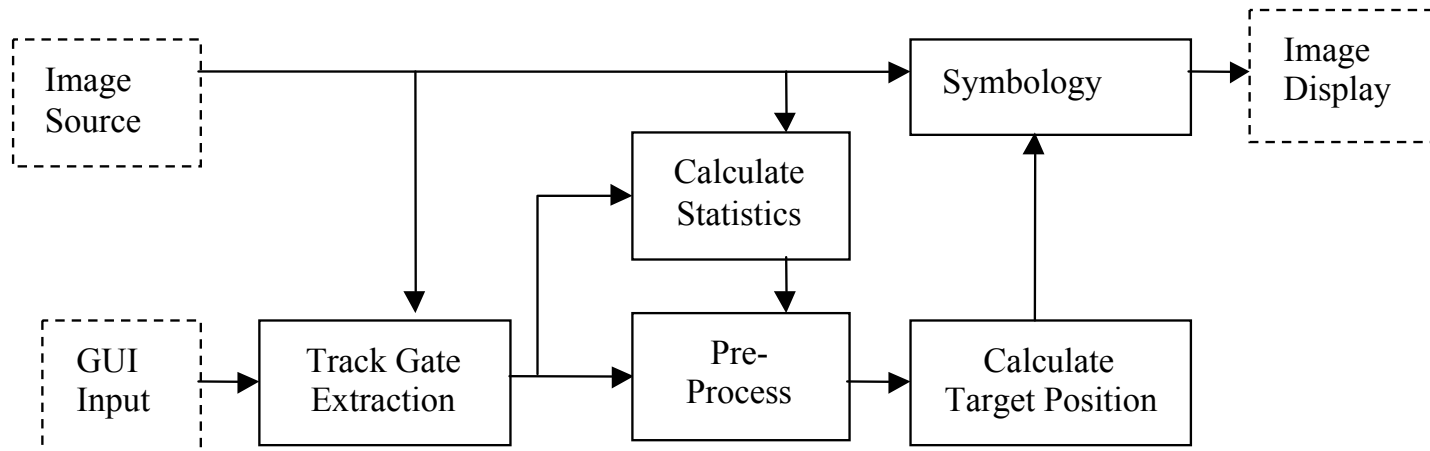 Image
Source
Symbology
Image
Display
Calculate
Statistics
GUI
Input
Track Gate
Extraction
Pre-
Process
Calculate
Target Position